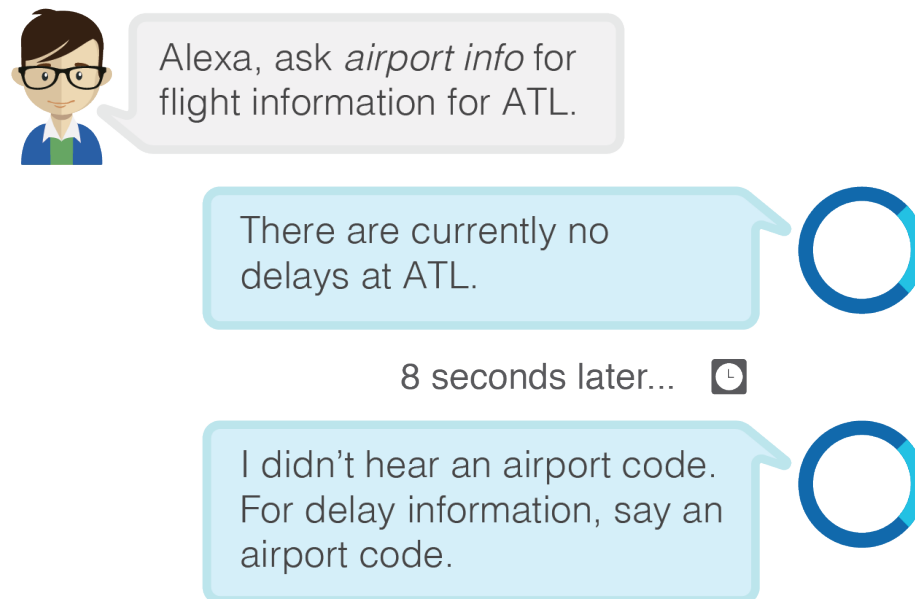 Alexa, ask airport info for
flight information for ATL.
There are currently no
delays at ATL.
8 seconds later...
I didn’t hear an airport code.
For delay information, say an
airport code.